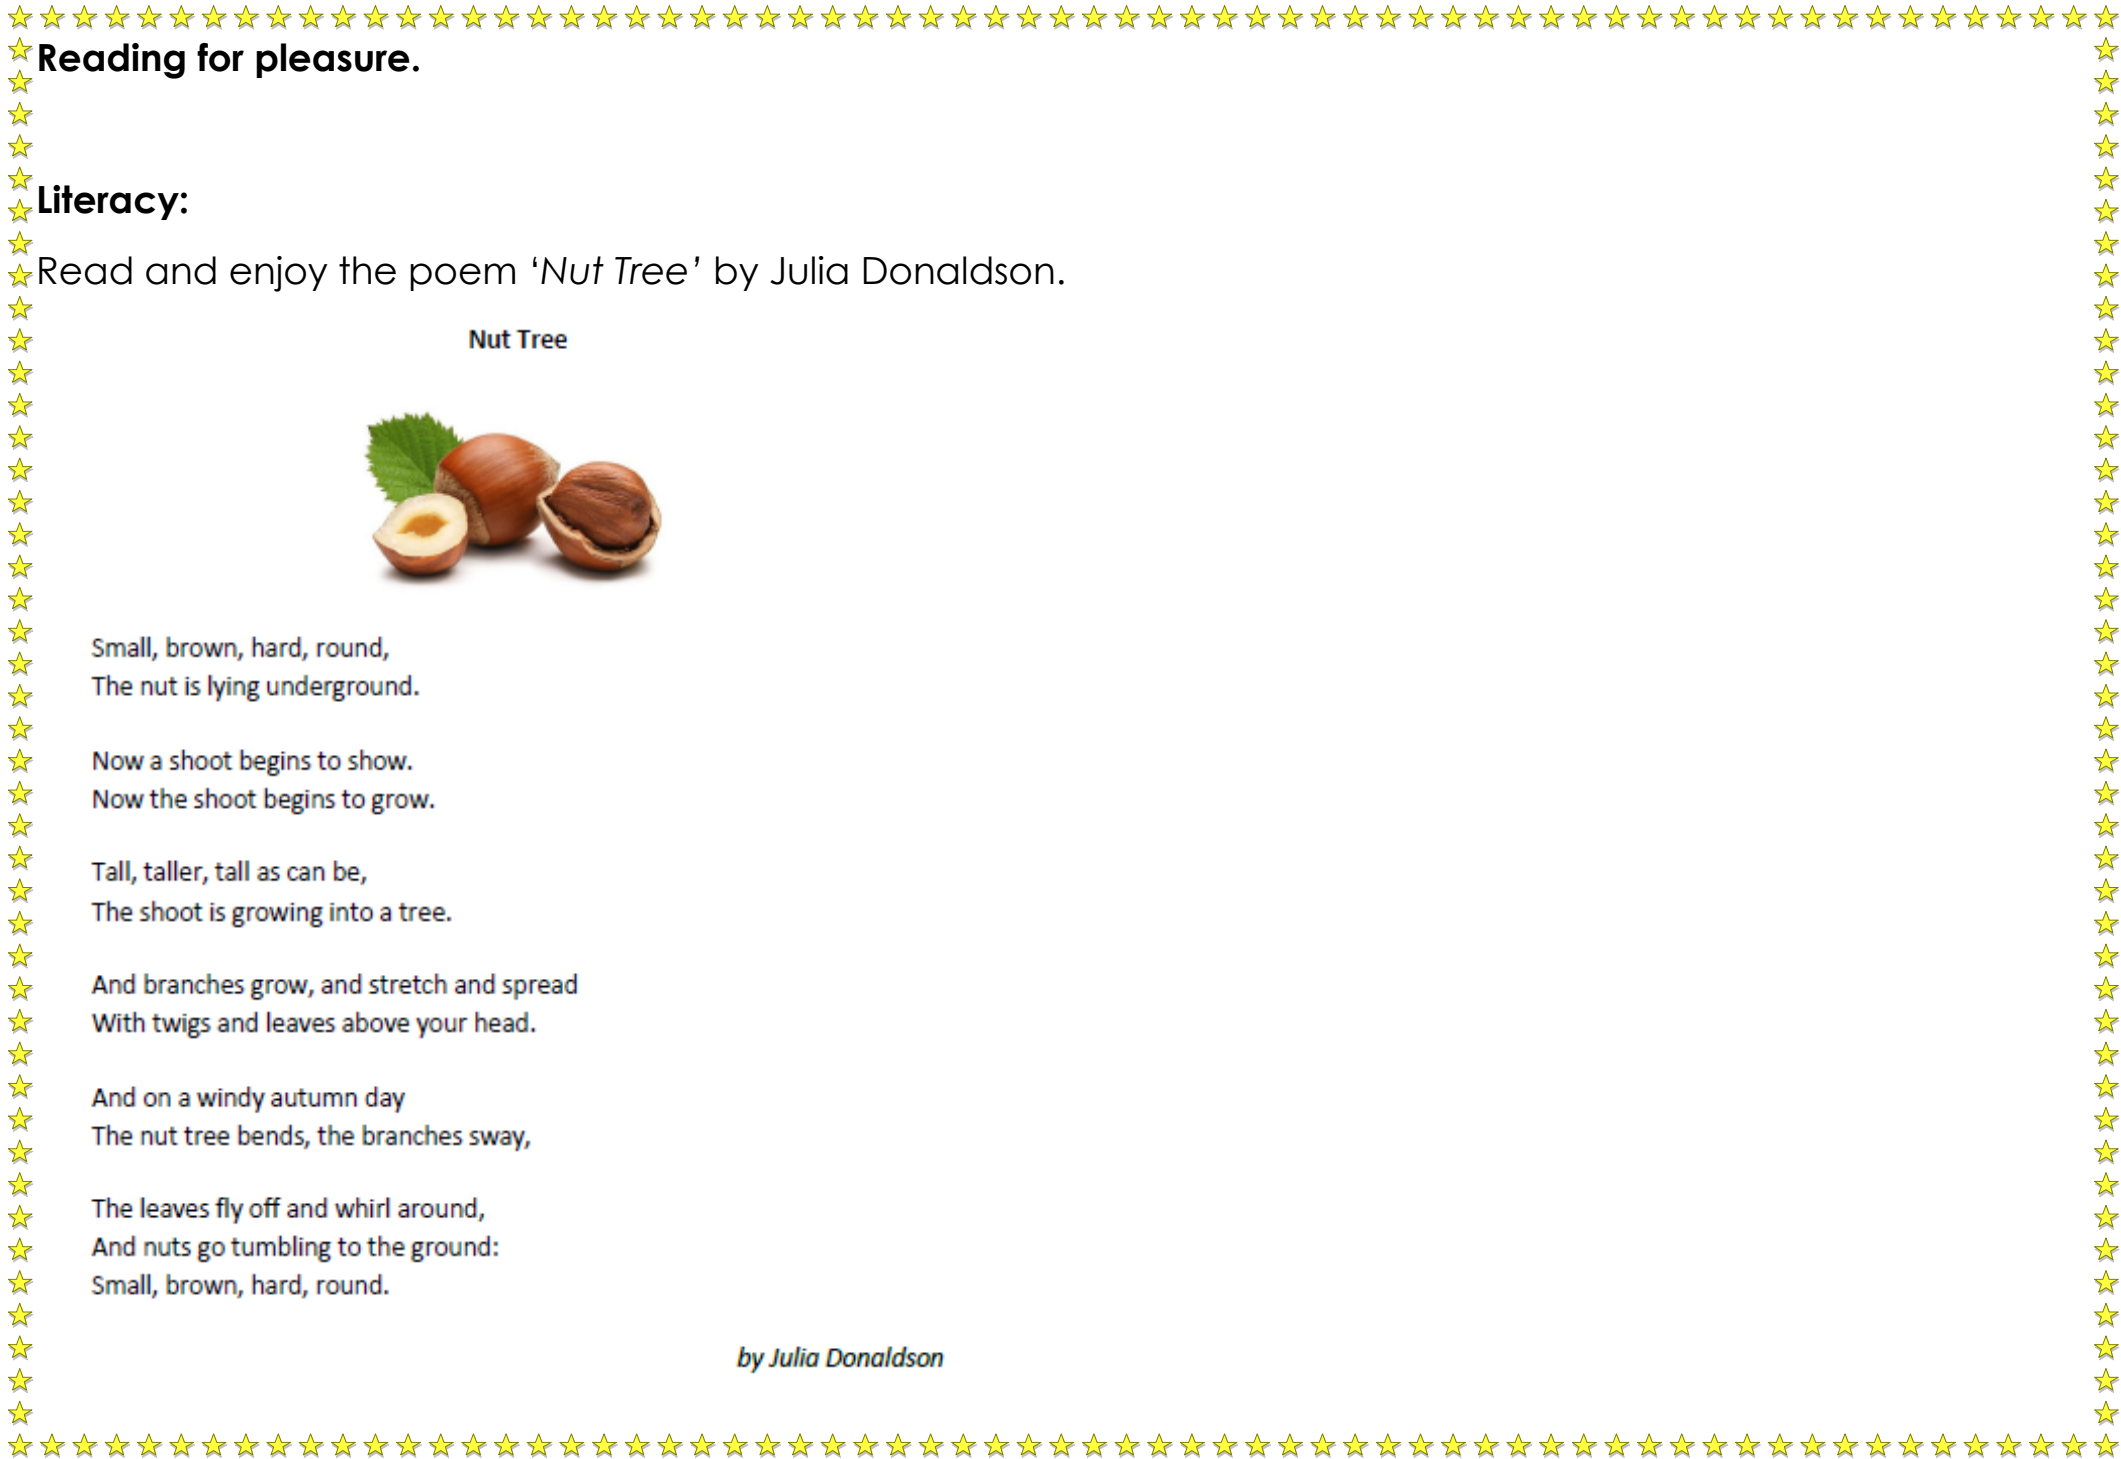 Reading for pleasure.
Literacy:
Read and enjoy the poem ‘Nut Tree’ by Julia Donaldson.
Nut Tree
Small, brown, hard, round,
The nut is lying underground.
Now a shoot begins to show.
Now the shoot begins to grow.
Tall, taller, tall as can be,
The shoot is growing into a tree.
And branches grow, and stretch and spread
With twigs and leaves above your head.
And on a windy autumn day
The nut tree bends, the branches sway,
The leaves fly off and whirl around,
And nuts go tumbling to the ground:
Small, brown, hard, round.
by Julia Donaldson